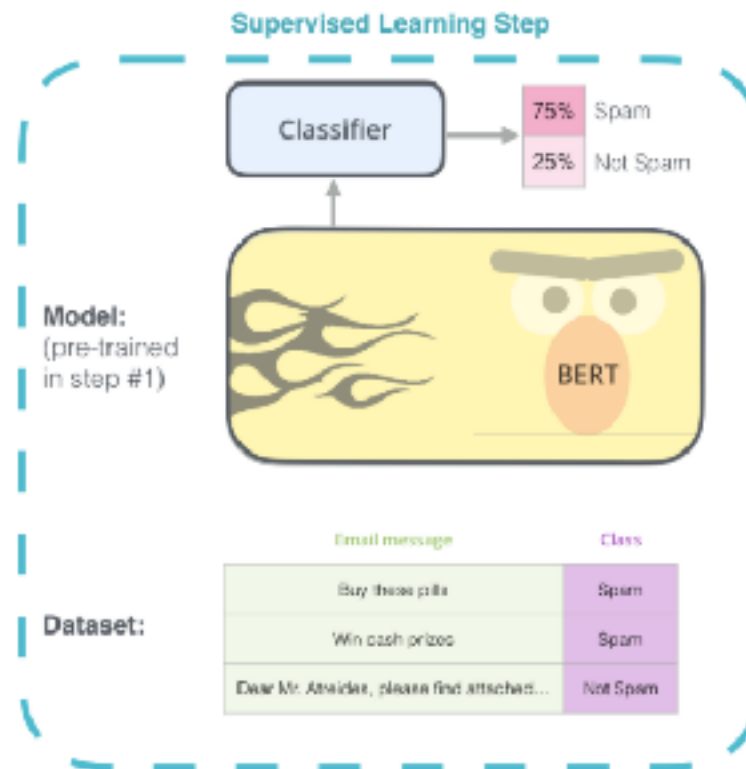 Supervised Learning Step
Classifier
75% Spam
25% Not Spam
Model:
(pre-trained
in step #1)
BERT
Email message Class
Buy these pills Spam
Dataset:
Win cash prizes Spam
Dear Mr. Atreides, please find attached... Not Spam